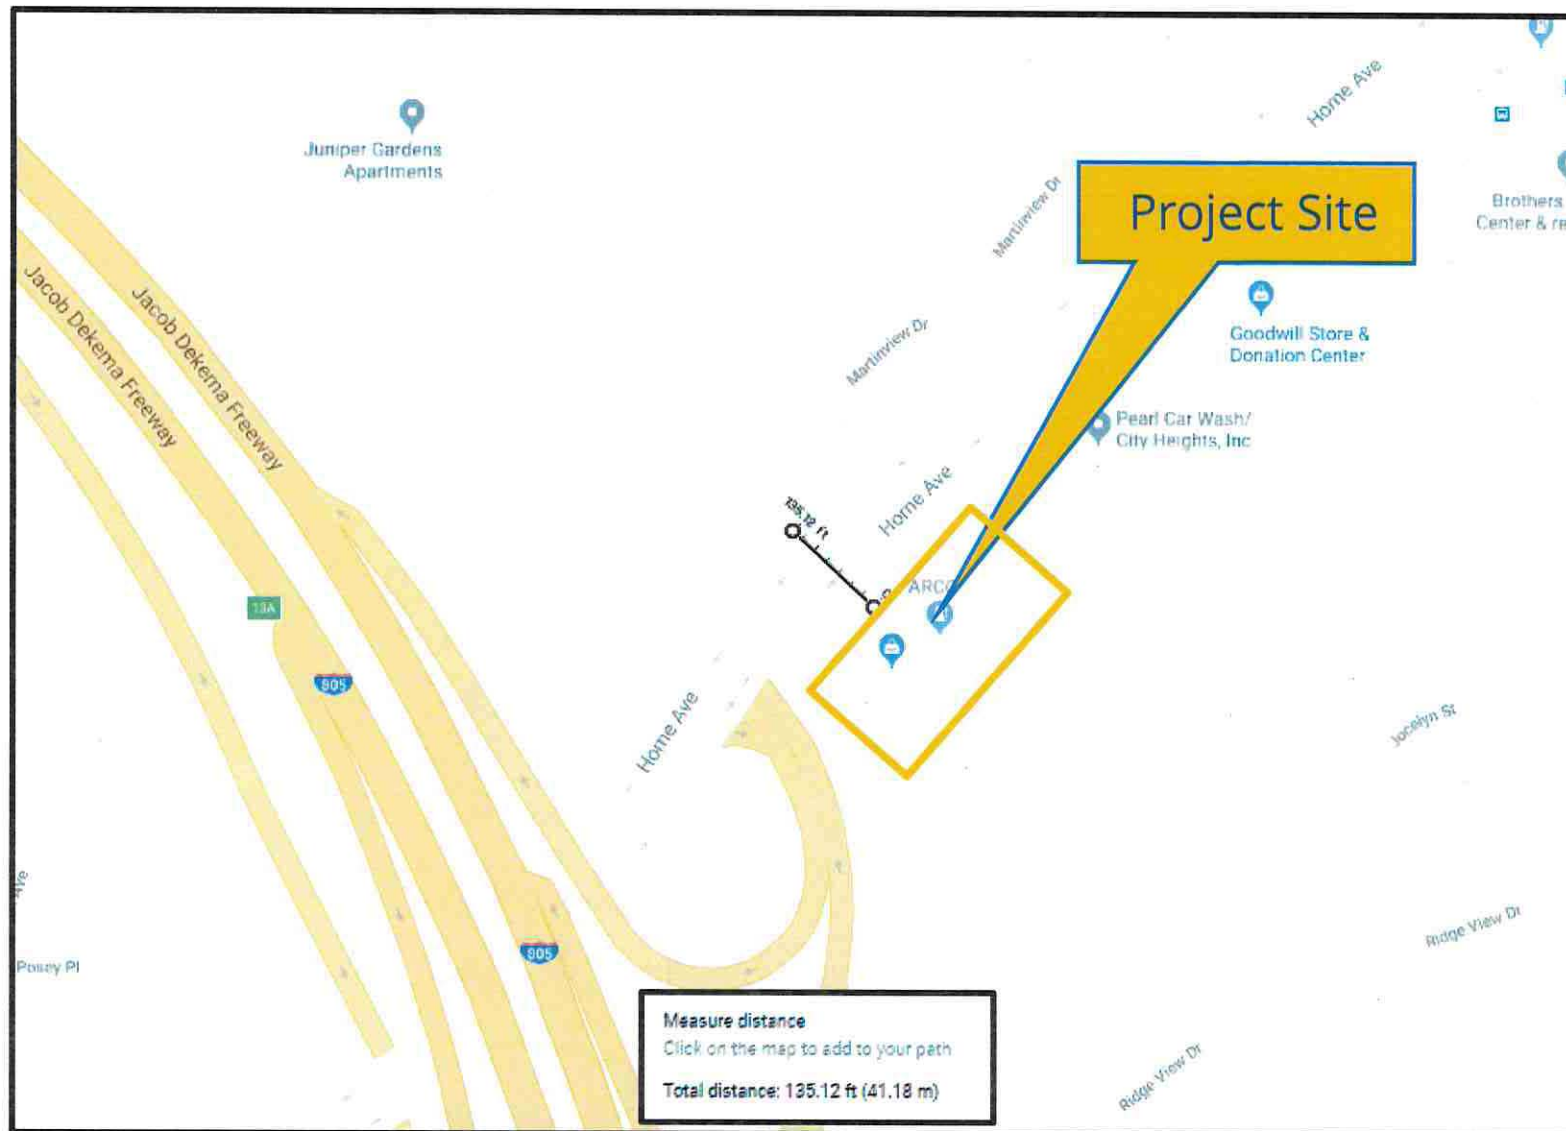 Home Ave
Juniper Gardens
Apartments
Martinview Dr
Project Site
Brothers
Center & re
Jacob Dekema Freeway
Jacob Dekema Freeway
Goodwill Store &
Donation Center
Martinview Dr
Pearl Car Wash/
City Heights, Inc
Home Ave
135.12 ft
ARCO
13A
805
Home Ave
Jocelyn St
Ave
Ridge View Dr
805
Posey Pl
Measure distance
Click on the map to add to your path
Total distance: 135.12 ft (41.18 m)
Ridge View Dr